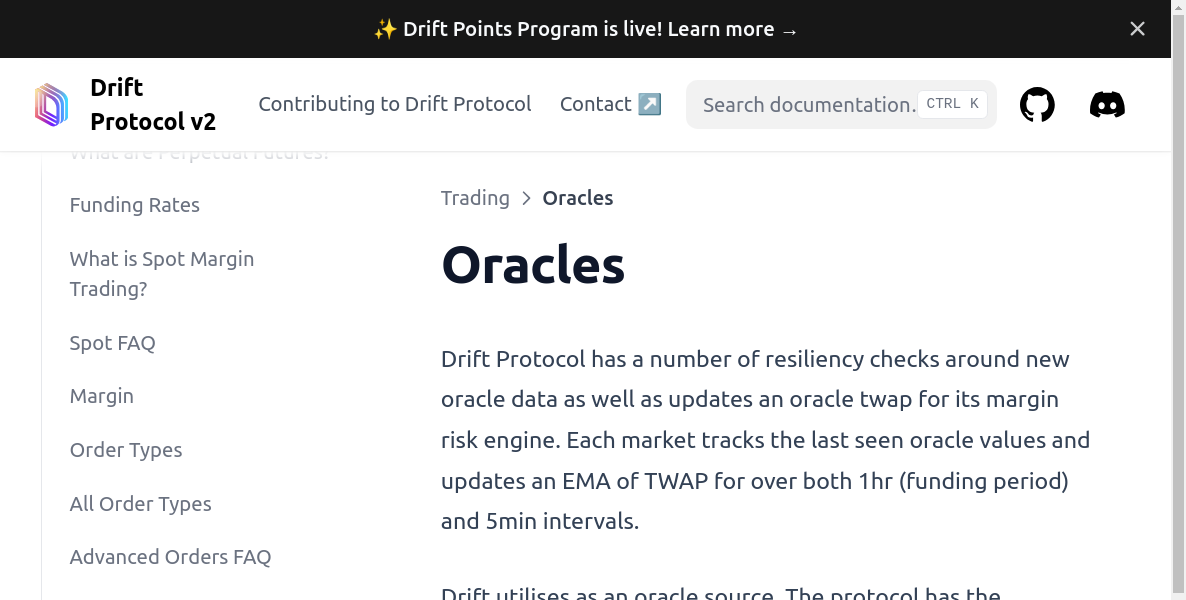 ✨ Drift Points Program is live! Learn more →
Drift
Protocol v2
Contributing to Drift Protocol
Contact ↗
Search documentation.
CTRL K
What are Perpetual Futures?
Funding Rates
What is Spot Margin
Trading?
Spot FAQ
Margin
Order Types
All Order Types
Advanced Orders FAQ
Trading > Oracles
Oracles
Drift Protocol has a number of resiliency checks around new
oracle data as well as updates an oracle twap for its margin
risk engine. Each market tracks the last seen oracle values and
updates an EMA of TWAP for over both 1hr (funding period)
and 5min intervals.
Drift utilises as an oracle source. The protocol has the